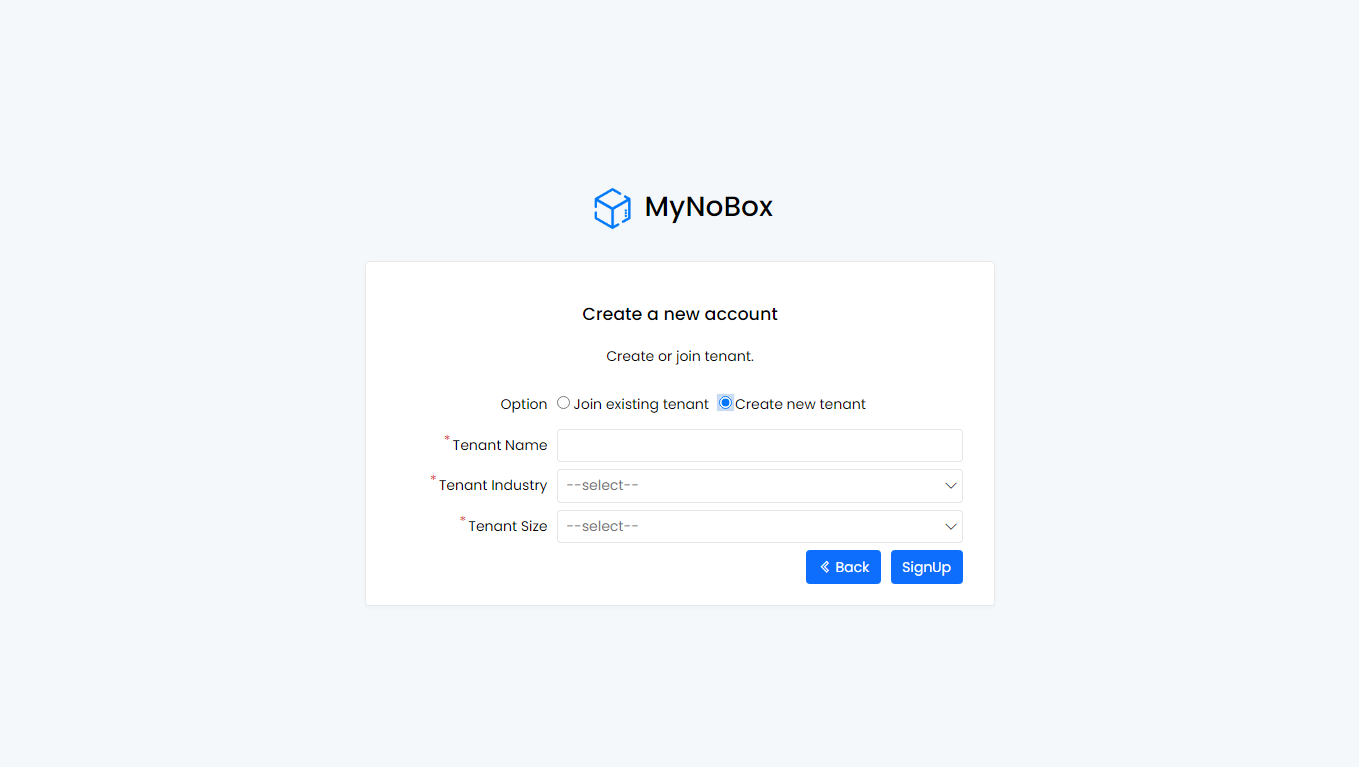 MyNoBox
Create a new account
Create or join tenant.
Option Join existing tenant Create new tenant
*Tenant Name
*Tenant Industry --select--
*Tenant Size --select--
Back SignUp